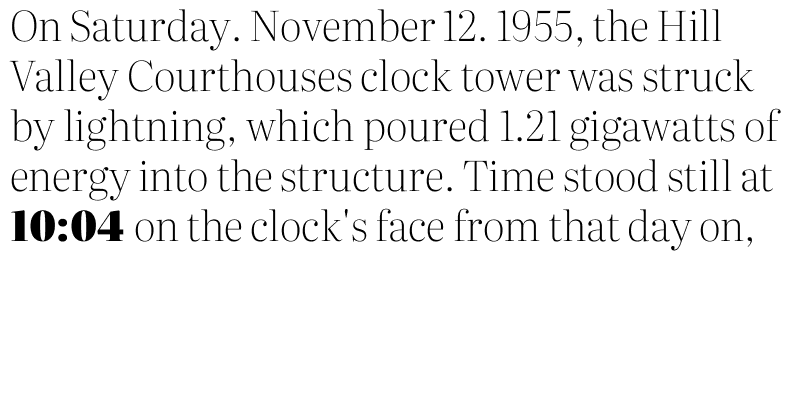 On Saturday. November 12. 1955, the Hill
Valley Courthouses clock tower was struck
by lightning, which poured 1.21 gigawatts of
energy into the structure. Time stood still at
10:04 on the clock's face from that day on,